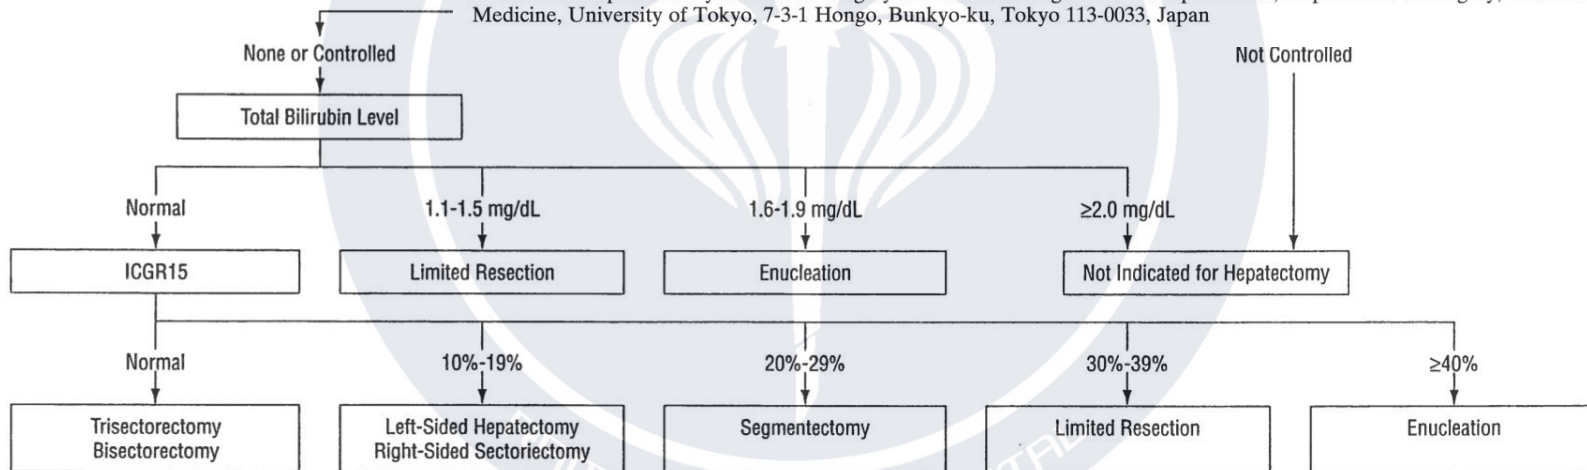 Medicine, University of Tokyo, 7-3-1 Hongo, Bunkyo-ku, Tokyo 113-0033, Japan
None or Controlled
Not Controlled
Total Bilirubin Level
Normal
1.1-1.5 mg/dL
1.6-1.9 mg/dL
≥2.0 mg/dL
ICGR15
Limited Resection
Enucleation
Not Indicated for Hepatectomy
Normal
10%-19%
20%-29%
30%-39%
≥40%
Trisectorectomy
Bisectorectomy
Left-Sided Hepatectomy
Right-Sided Sectoriectomy
Segmentectomy
Limited Resection
Enucleation